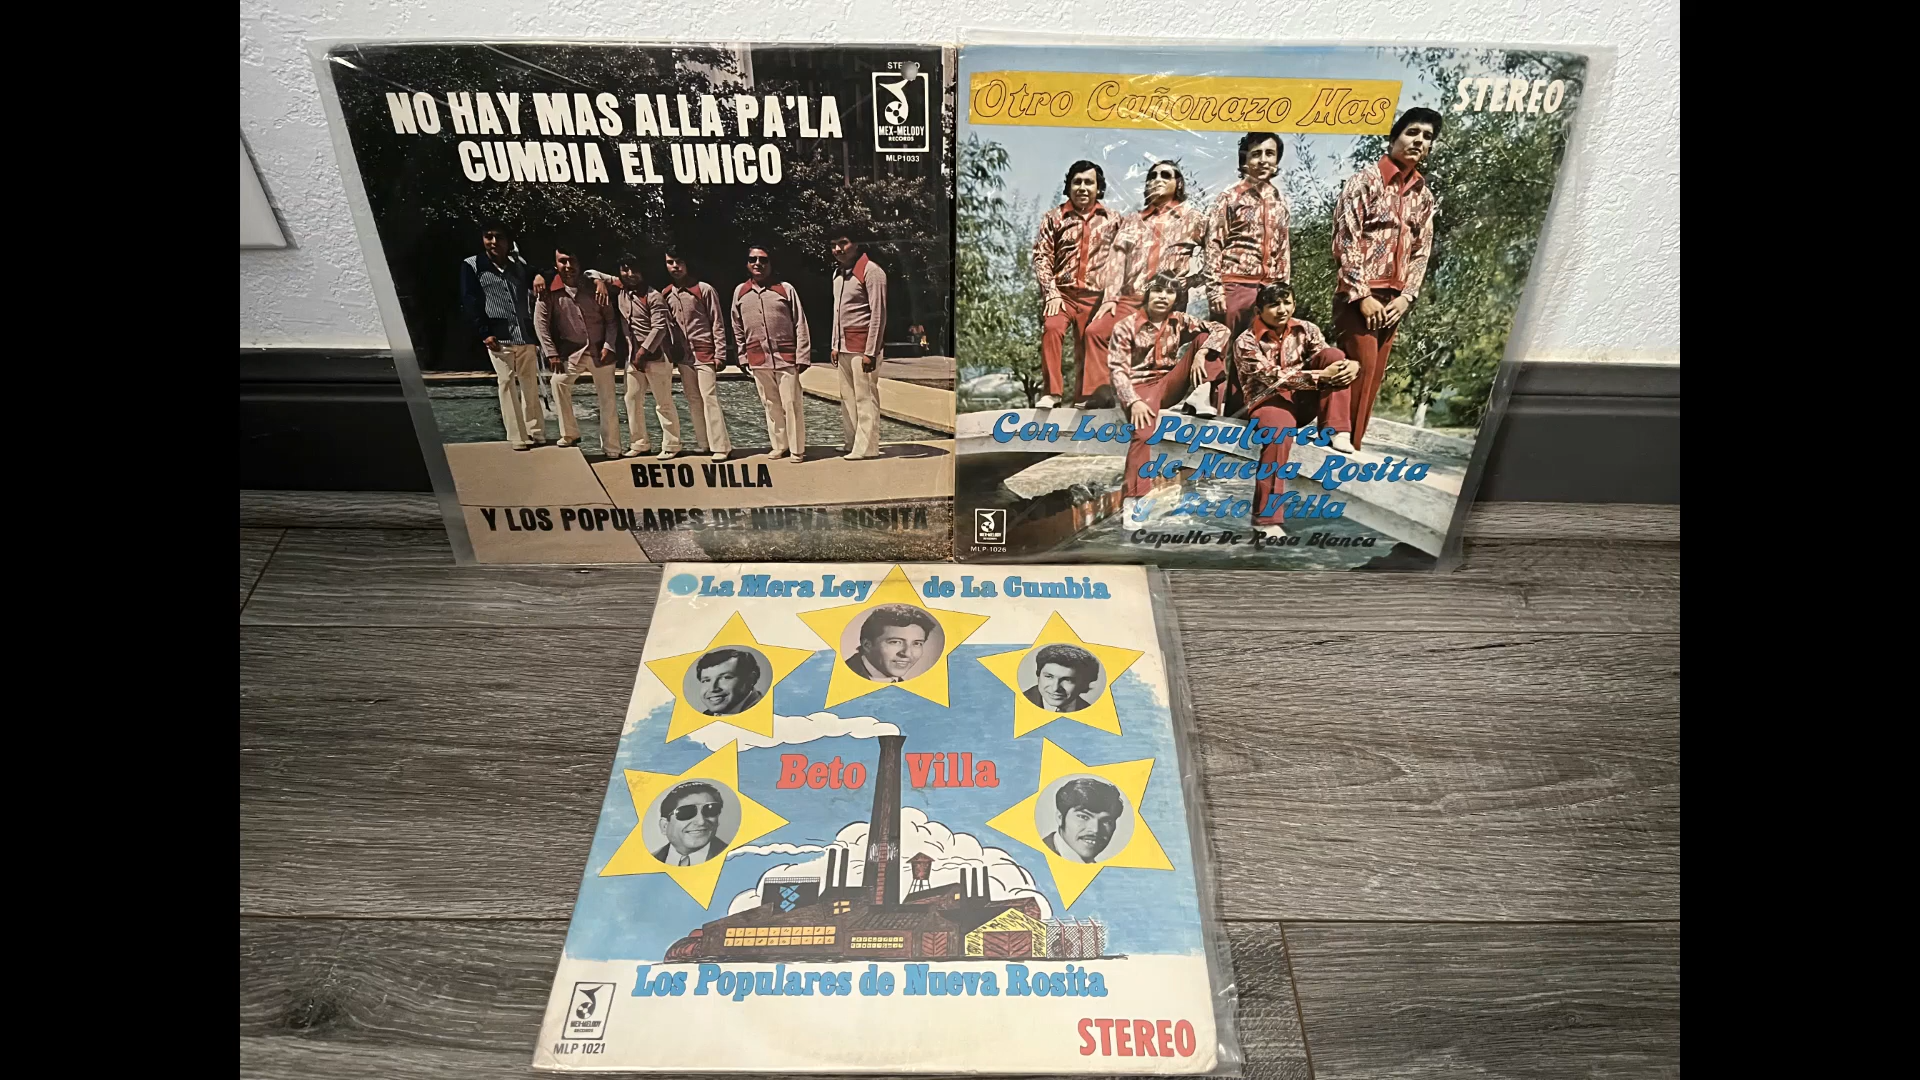 STEREO
MEX-MELODY
RECORDS
MLP1033
NO HAY MAS ALLA PA'LA
CUMBIA EL UNICO
BETO VILLA
Y LOS POPULARES DE NUEVA ROSITA
Otro Cañonazo Mas
STEREO
Con Los Populares
de Nueva Rosita
y Beto Villa
Capullo De Rosa Blanca
MEX-MELODY
RECORDS
MLP-1026
La Mera Ley de La Cumbia
Beto Villa
Los Populares de Nueva Rosita
MEX-MELODY
RECORDS
MLP 1021
STEREO